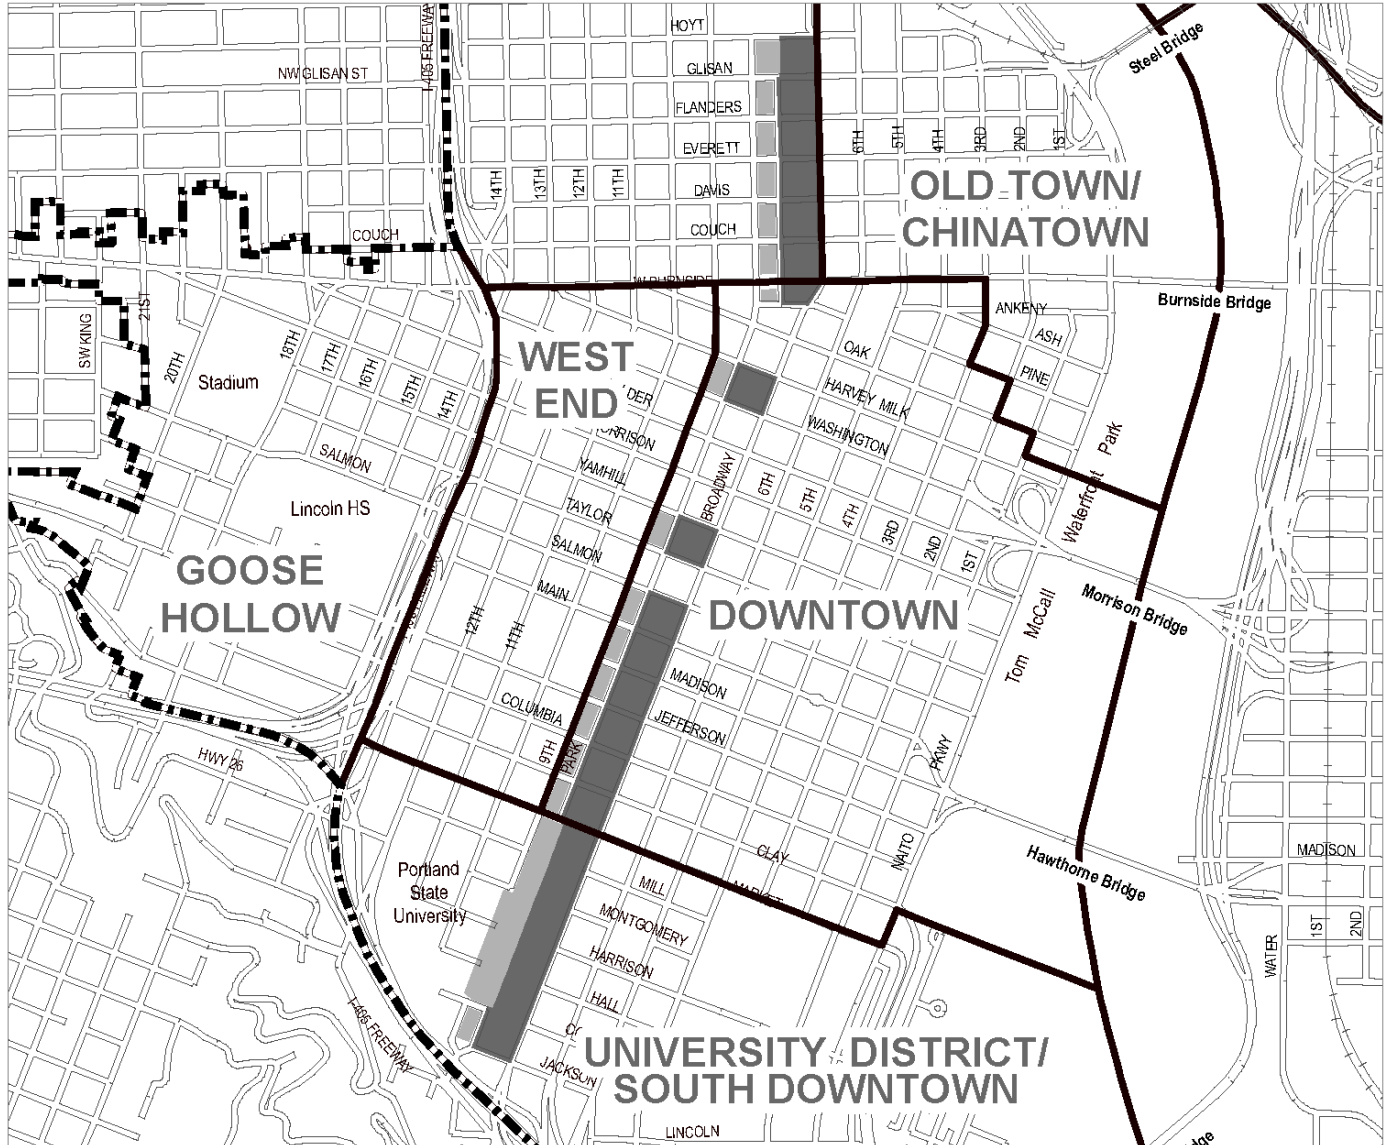 HOYT
Steel Bridge
I-405 FREEWAY
NW GLISAN ST
GLISAN
FLANDERS
EVERETT
6TH
5TH
4TH
3RD
2ND
1ST
14TH
13TH
12TH
11TH
DAVIS
OLD TOWN/
CHINATOWN
COUCH
COUCH
W BURNSIDE
Burnside Bridge
ANKENY
21ST
SW KING
ASH
OAK
PINE
20TH
18TH
17TH
16TH
15TH
14TH
Stadium
WEST
END
HARVEY MILK
WASHINGTON
SALMON
YAMHILL
BROADWAY
6TH
5TH
4TH
3RD
2ND
1ST
Tom McCall Waterfront Park
Lincoln HS
TAYLOR
SALMON
MAIN
GOOSE
HOLLOW
12TH
11TH
DOWNTOWN
Morrison Bridge
MADISON
JEFFERSON
COLUMBIA
9TH
PARK
HWY 26
NAITO PKWY
Portland
State
University
CLAY
MARKET
Hawthorne Bridge
MADISON
MILL
MONTGOMERY
HARRISON
HALL
1ST
2ND
WATER
I-405 FREEWAY
JACKSON
UNIVERSITY DISTRICT/
SOUTH DOWNTOWN
LINCOLN